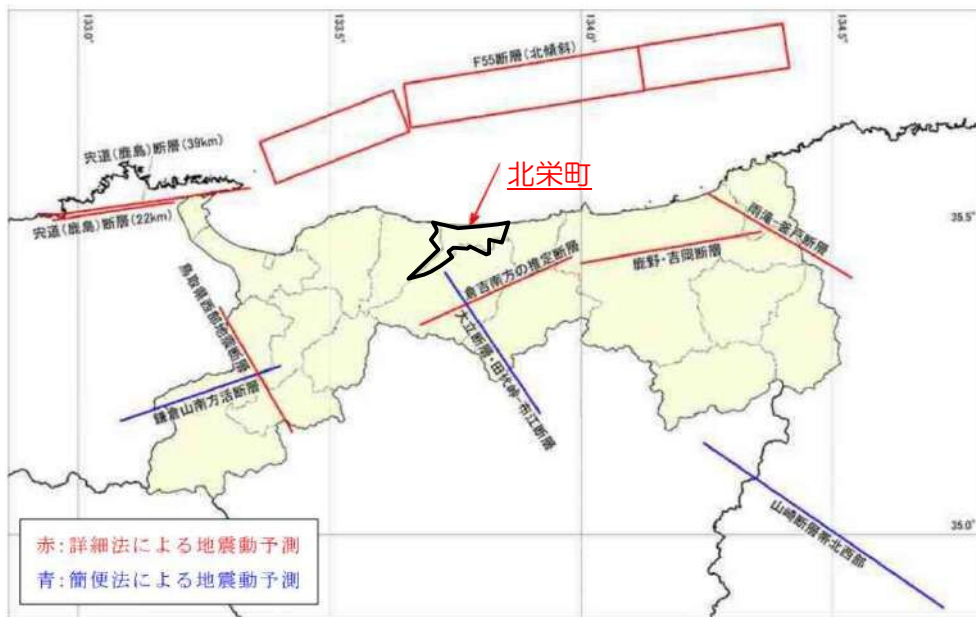 133.0°
133.5°
134.0°
134.5°
F55断層(北傾斜)
宍道(鹿島)断層(39km)
宍道(鹿島)断層(22km)
北栄町
35.5°
雨滝-釜戸断層
鹿野・吉岡断層
倉吉南方の推定断層
大立断層・田代峠-布江断層
鳥取県西部地震断層
鎌倉山南方活断層
山崎断層帯北西部
35.0°
赤:詳細法による地震動予測
青:簡便法による地震動予測